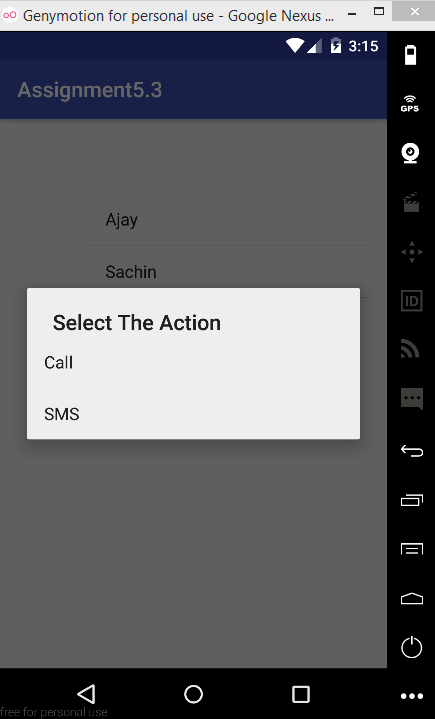 Genymotion for personal use - Google Nexus ...
3:15
Assignment5.3
GPS
Ajay
Sachin
Select The Action
ID
Call
SMS
free for personal use